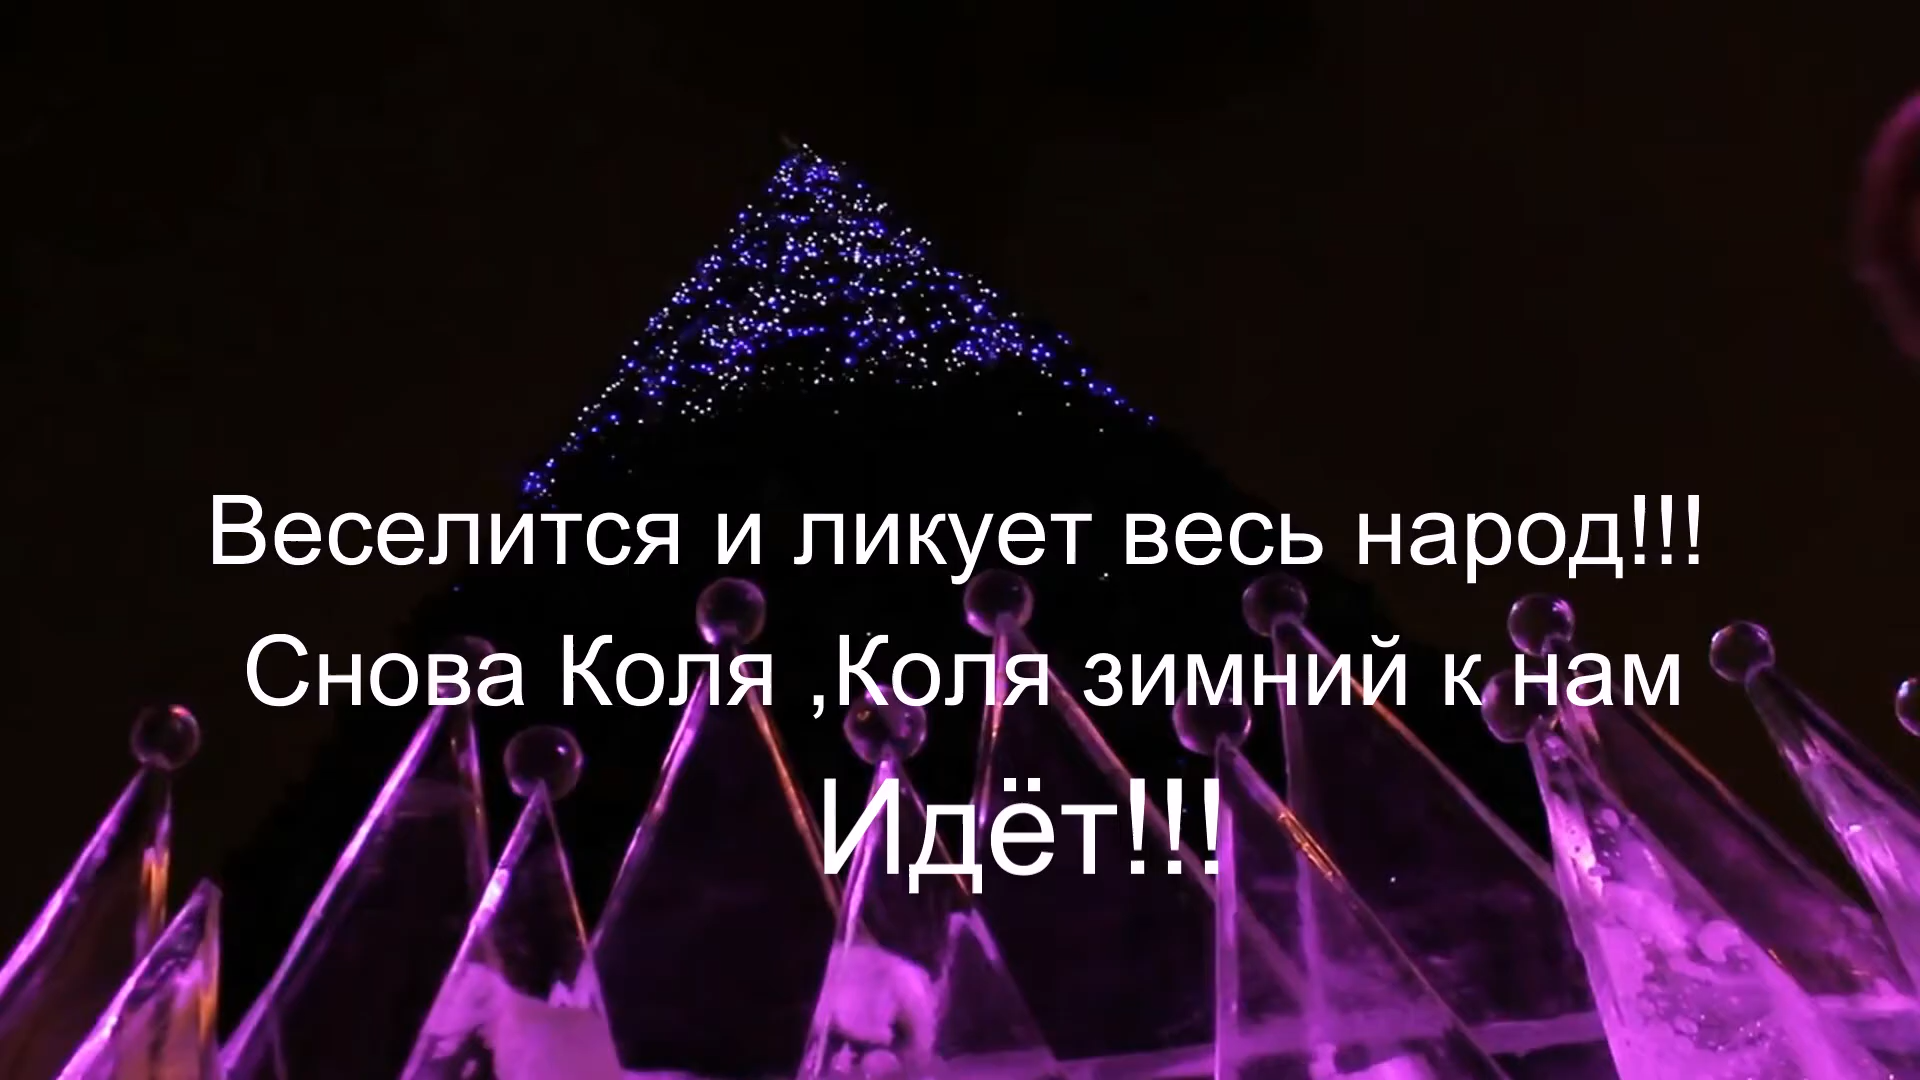 Веселится и ликует весь народ!!!
Снова Коля ,Коля зимний к нам
Идёт!!!